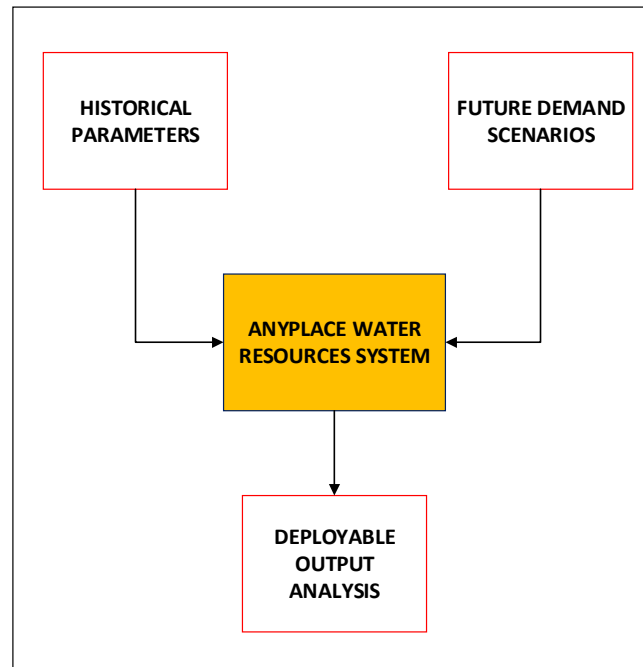 HISTORICAL
PARAMETERS
FUTURE DEMAND
SCENARIOS
ANYPLACE WATER
RESOURCES SYSTEM
DEPLOYABLE
OUTPUT
ANALYSIS